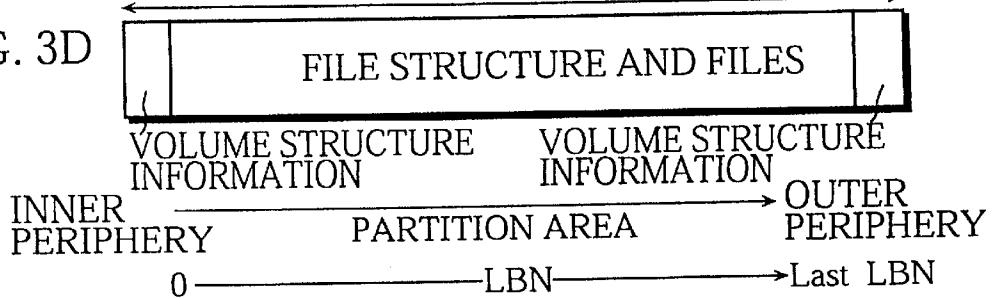 G. 3D
FILE STRUCTURE AND FILES
VOLUME STRUCTURE
INFORMATION
VOLUME STRUCTURE
INFORMATION
INNER
PERIPHERY
PARTITION AREA
OUTER
PERIPHERY
0 LBN Last LBN